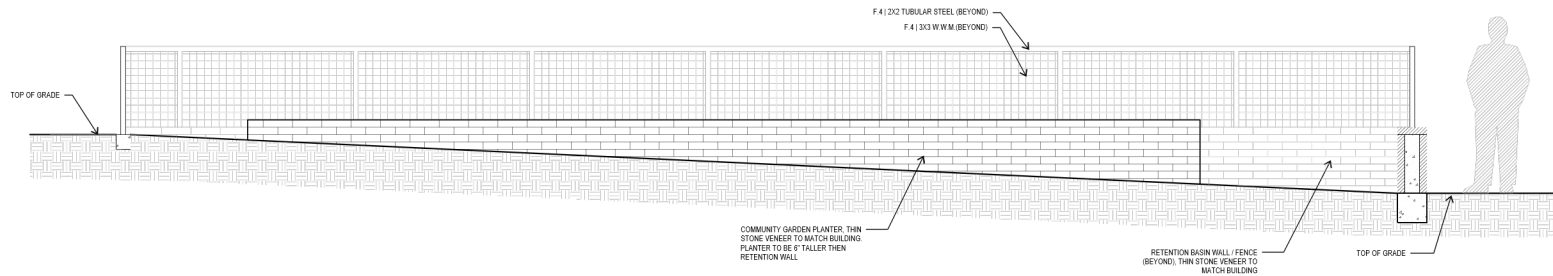 F.4 | 2X2 TUBULAR STEEL (BEYOND)
F.4 | 3X3 W.W.M.(BEYOND)
TOP OF GRADE
COMMUNITY GARDEN PLANTER, THIN
STONE VENEER TO MATCH BUILDING.
PLANTER TO BE 6" TALLER THEN
RETENTION WALL
RETENTION BASIN WALL / FENCE
(BEYOND), THIN STONE VENEER TO
MATCH BUILDING
TOP OF GRADE